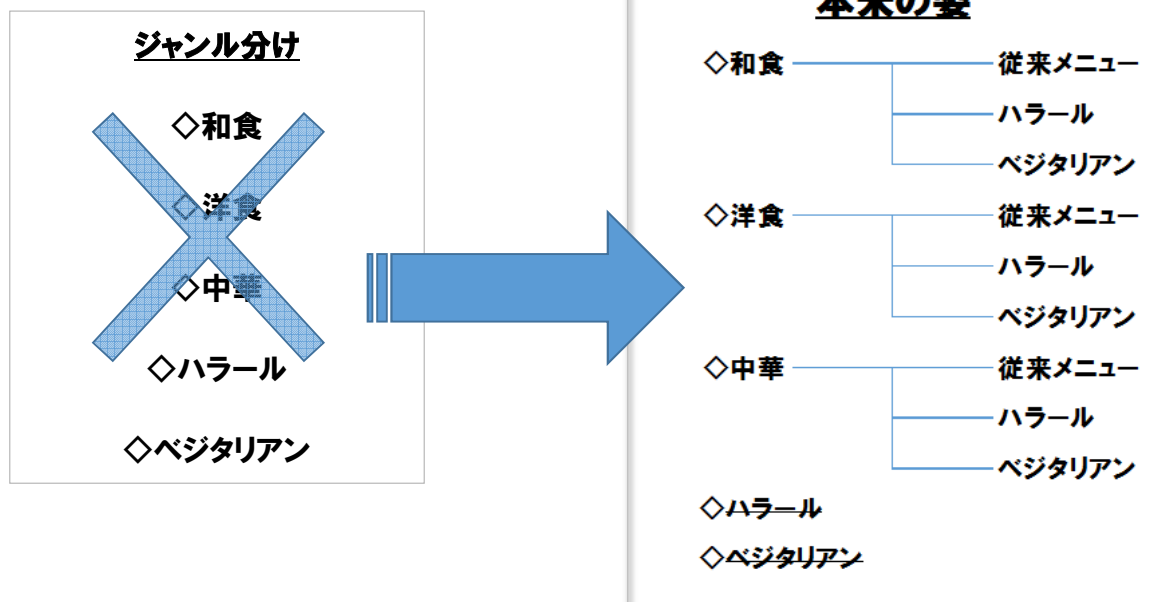 ジャンル分け
◇和食
◇洋食
◇中華
◇ハラール
◇ベジタリアン
本来の姿
◇和食 従来メニュー
ハラール
ベジタリアン
◇洋食 従来メニュー
ハラール
ベジタリアン
◇中華 従来メニュー
ハラール
ベジタリアン
◇ハラール
◇ベジタリアン